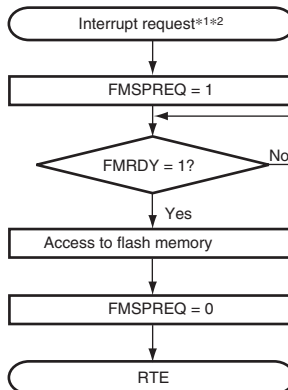 Interrupt request*1*2
FMSPREQ = 1
FMRDY = 1?
No
Yes
Access to flash memory
FMSPREQ = 0
RTE